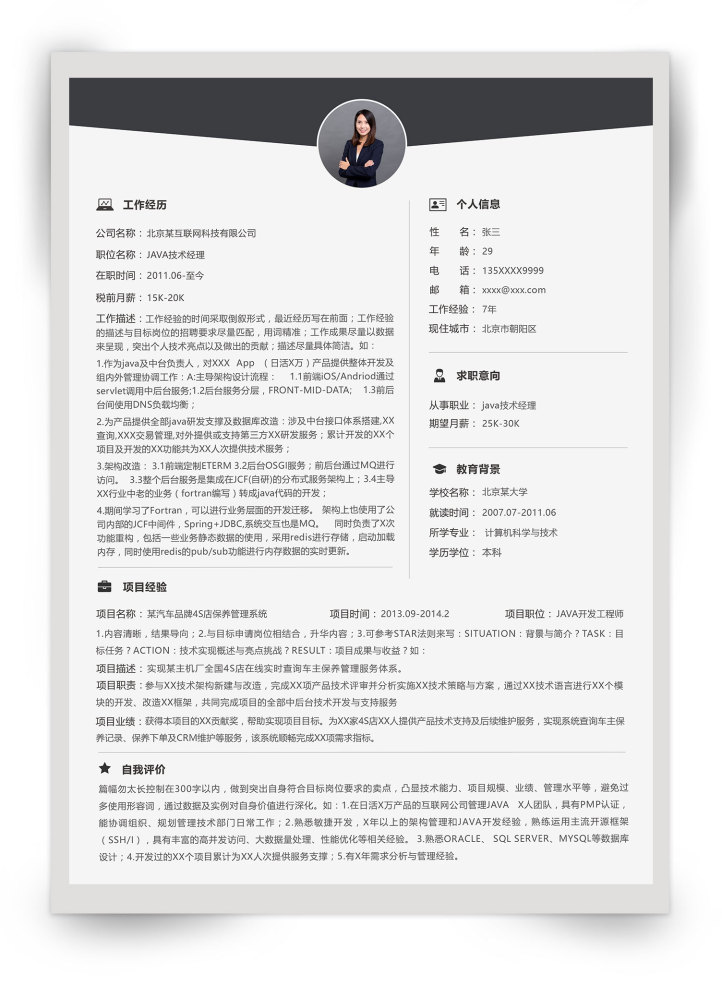 工作经历
公司名称：北京某互联网科技有限公司
职位名称：JAVA技术经理
在职时间：2011.06-至今
税前月薪：15K-20K
工作描述：工作经验的时间采取倒叙形式，最近经历写在前面；工作经验
的描述与目标岗位的招聘要求尽量匹配，用词精准；工作成果尽量以数据
来呈现，突出个人技术亮点以及做出的贡献；描述尽量具体简洁。如：
1.作为java及中台负责人，对XXX App （日活X万）产品提供整体开发及
组内外管理协调工作：A:主导架构设计流程： 1.1前端iOS/Andriod通过
servlet调用中后台服务;1.2后台服务分层，FRONT-MID-DATA; 1.3前后
台间使用DNS负载均衡；
2.为产品提供全部java研发支撑及数据库改造：涉及中台接口体系搭建,XX
查询,XXX交易管理,对外提供或支持第三方XX研发服务；累计开发的XX个
项目及开发的XX功能共为XX人次提供技术服务；
3.架构改造： 3.1前端定制ETERM 3.2后台OSGI服务；前后台通过MQ进行
访问。 3.3整个后台服务是集成在JCF(自研)的分布式服务架构上；3.4主导
XX行业中老的业务（fortran编写）转成java代码的开发；
4.期间学习了Fortran，可以进行业务层面的开发迁移。 架构上也使用了公
司内部的JCF中间件，Spring+JDBC,系统交互也是MQ。 同时负责了X次
功能重构，包括一些业务静态数据的使用，采用redis进行存储，启动加载
内存，同时使用redis的pub/sub功能进行内存数据的实时更新。
个人信息
性 名：张三
年 龄：29
电 话：135XXXX9999
邮 箱：xxxx@xxx.com
工作经验：7年
现住城市：北京市朝阳区
求职意向
从事职业：java技术经理
期望月薪：25K-30K
教育背景
学校名称：北京某大学
就读时间：2007.07-2011.06
所学专业： 计算机科学与技术
学历学位：本科
项目经验
项目名称：某汽车品牌4S店保养管理系统 项目时间：2013.09-2014.2 项目职位：JAVA开发工程师
1.内容清晰，结果导向；2.与目标申请岗位相结合，升华内容；3.可参考STAR法则来写：SITUATION：背景与简介？TASK：目
标任务？ACTION：技术实现概述与亮点挑战？RESULT：项目成果与收益？如：
项目描述：实现某主机厂全国4S店在线实时查询车主保养管理服务体系。
项目职责：参与XX技术架构新建与改造，完成XX项产品技术评审并分析实施XX技术策略与方案，通过XX技术语言进行XX个模
块的开发、改造XX框架，共同完成项目的全部中后台技术开发与支持服务
项目业绩：获得本项目的XX贡献奖，帮助实现项目目标。为XX家4S店XX人提供产品技术支持及后续维护服务，实现系统查询车主保
养记录、保养下单及CRM维护等服务，该系统顺畅完成XX项需求指标。
自我评价
篇幅勿太长控制在300字以内，做到突出自身符合目标岗位要求的卖点，凸显技术能力、项目规模、业绩、管理水平等，避免过
多使用形容词，通过数据及实例对自身价值进行深化。如：1.在日活X万产品的互联网公司管理JAVA X人团队，具有PMP认证，
能协调组织、规划管理技术部门日常工作；2.熟悉敏捷开发，X年以上的架构管理和JAVA开发经验，熟练运用主流开源框架
（SSH/I），具有丰富的高并发访问、大数据量处理、性能优化等相关经验。 3.熟悉ORACLE、 SQL SERVER、MYSQL等数据库
设计；4.开发过的XX个项目累计为XX人次提供服务支撑；5.有X年需求分析与管理经验。